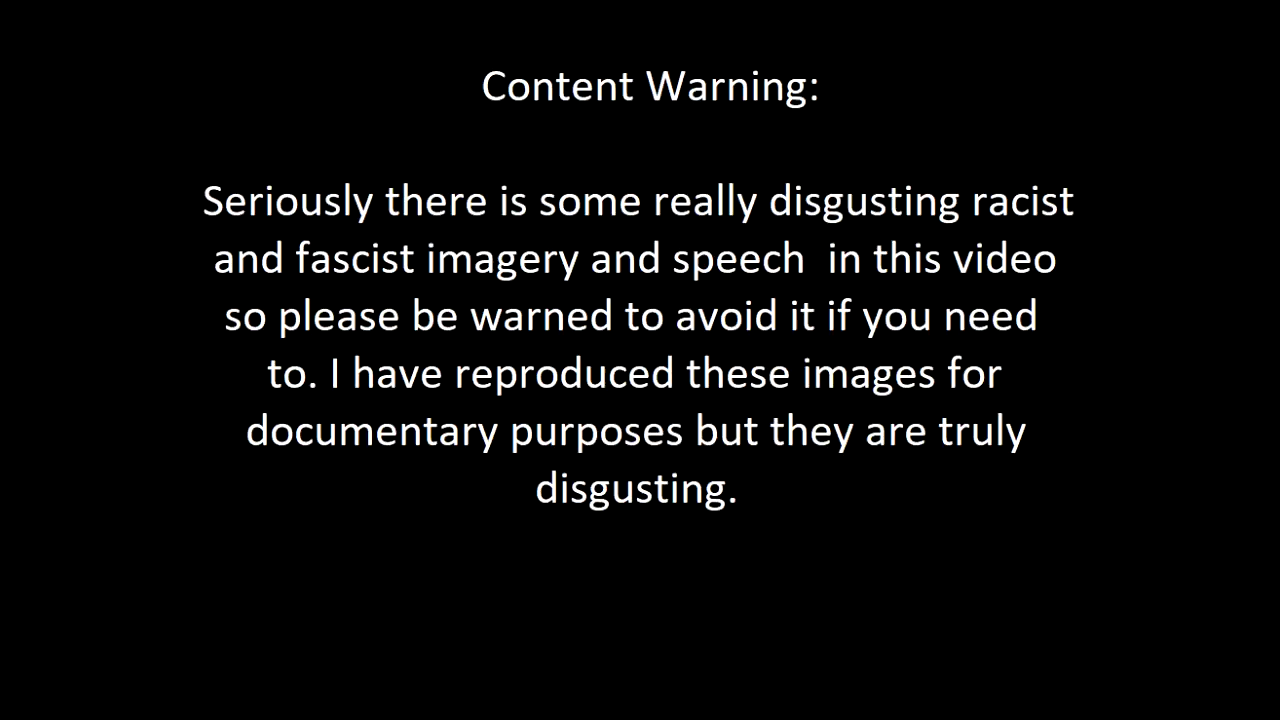 Content Warning:
Seriously there is some really disgusting racist
and fascist imagery and speech  in this video
so please be warned to avoid it if you need
to. I have reproduced these images for
documentary purposes but they are truly
disgusting.